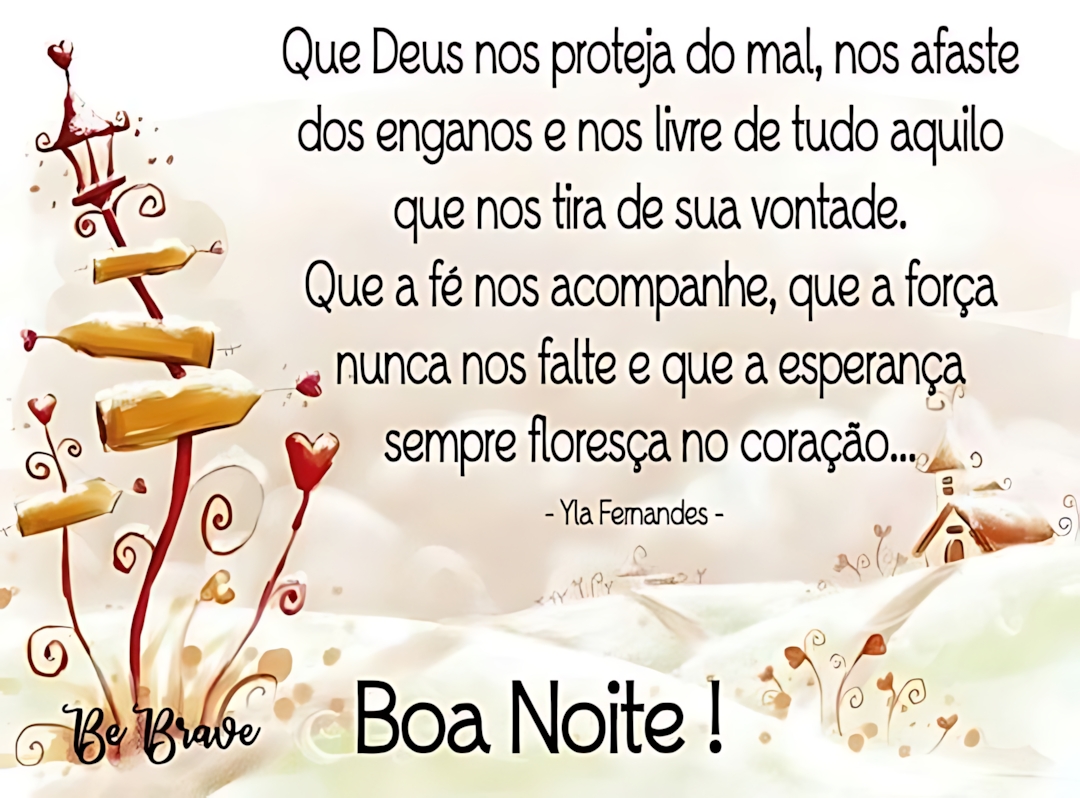 Que Deus nos proteja do mal, nos afaste
dos enganos e nos livre de tudo aquilo
que nos tira de sua vontade.
Que a fé nos acompanhe, que a força
nunca nos falte e que a esperança
sempre floresça no coração...
- Yla Fernandes -
Boa Noite !
Be Brave